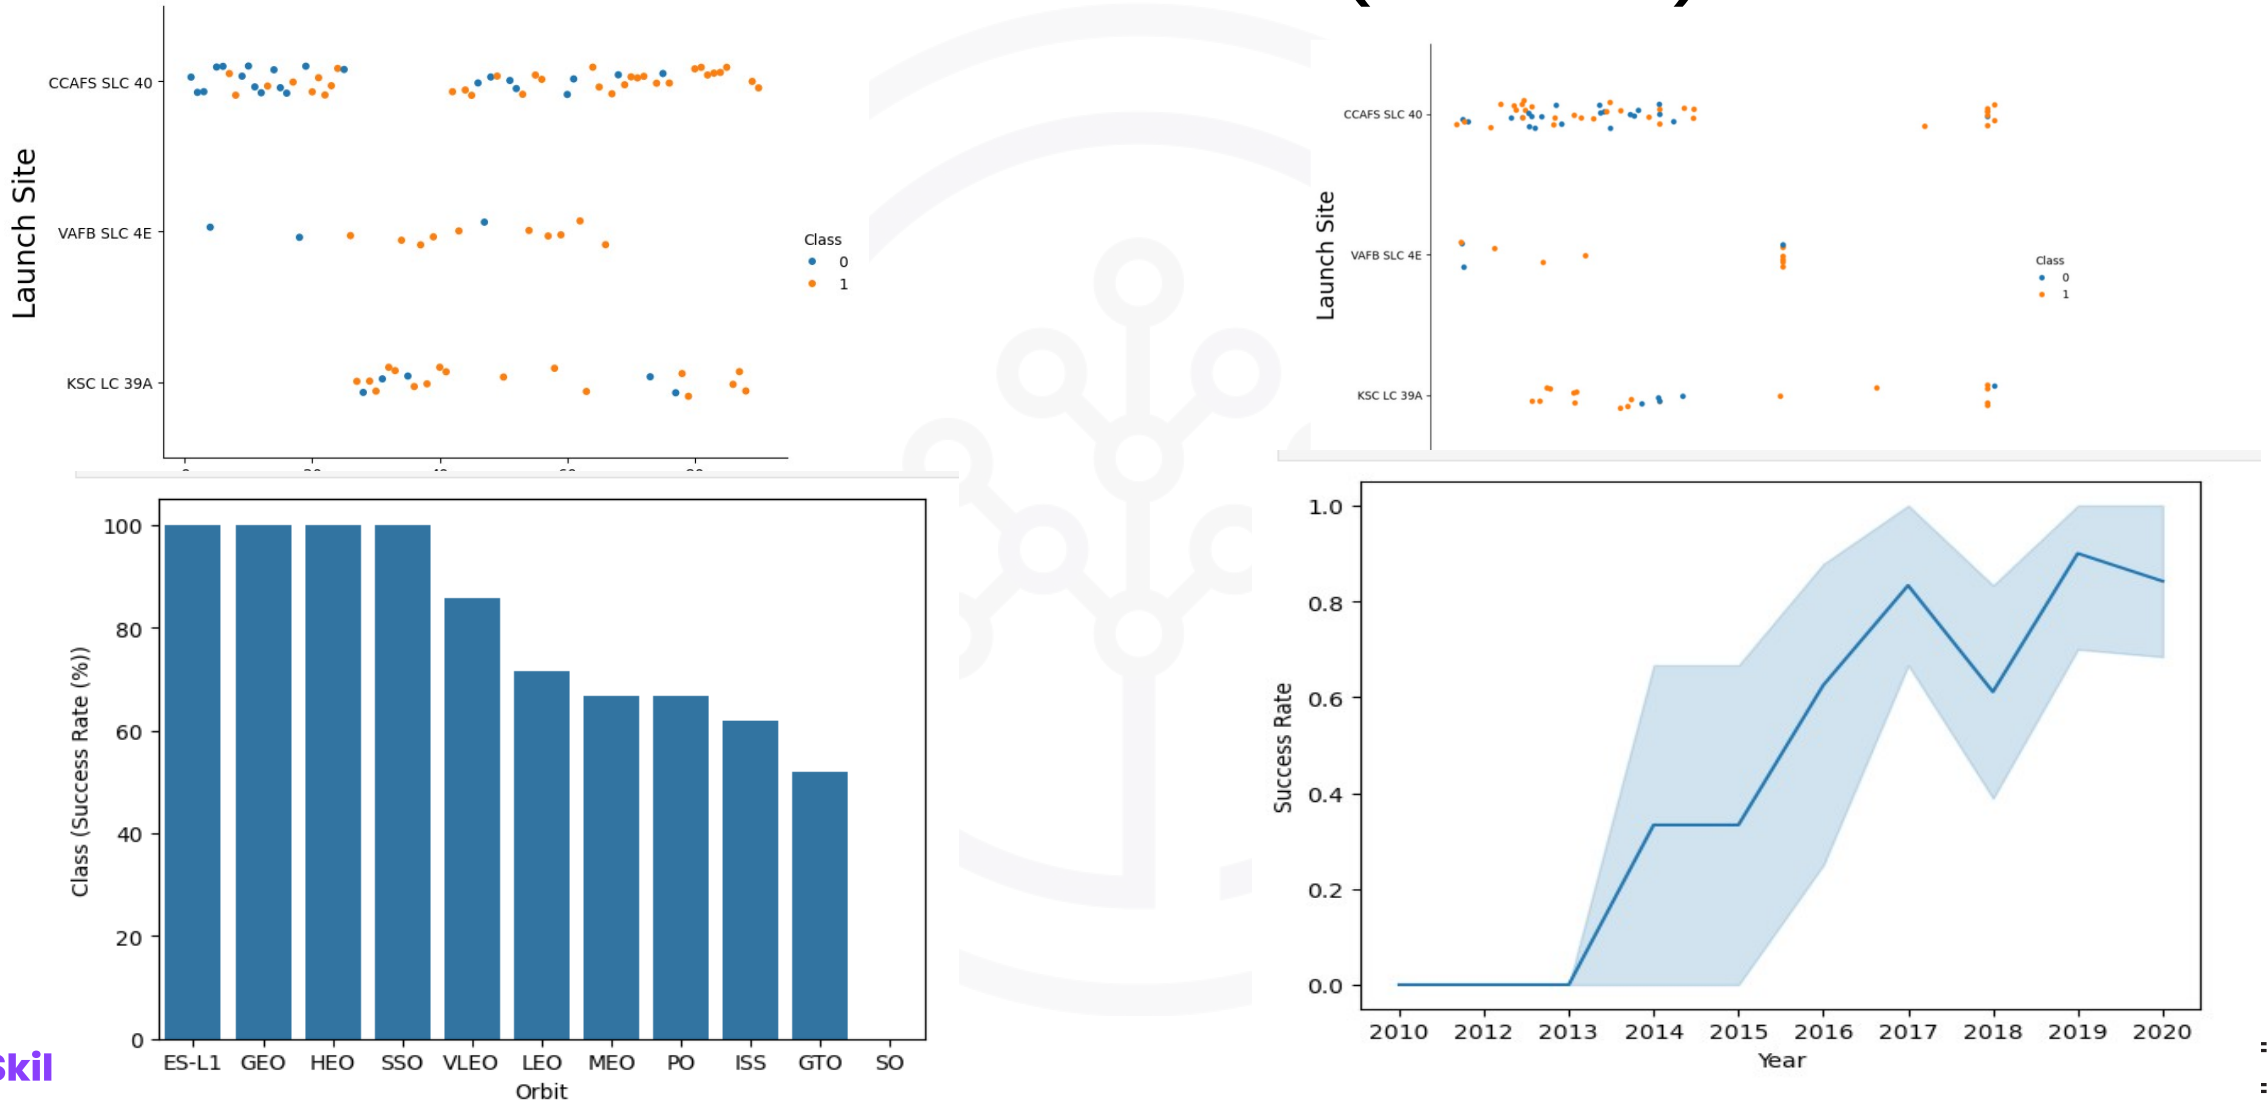 Launch Site
CCAFS SLC 40
VAFB SLC 4E
KSC LC 39A
Class
0
1
Launch Site
CCAFS SLC 40
VAFB SLC 4E
KSC LC 39A
Class
0
1
Class (Success Rate (%))
100
80
60
40
20
0
ES-L1 GEO HEO SSO VLEO LEO MEO PO ISS GTO SO
Orbit
Success Rate
1.0
0.8
0.6
0.4
0.2
0.0
2010 2012 2013 2014 2015 2016 2017 2018 2019 2020
Year
Skil